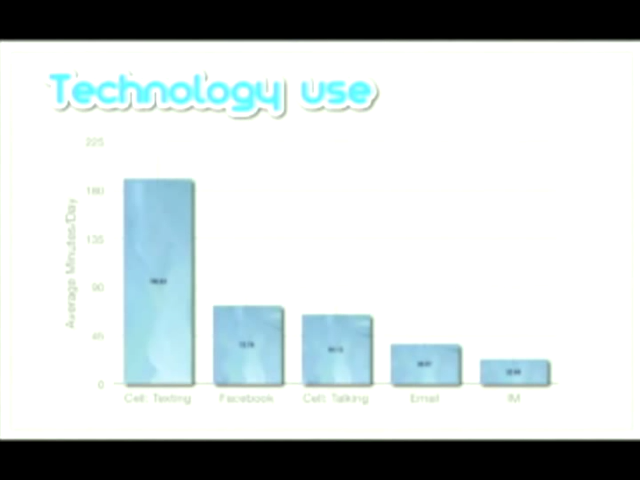 Technology use
225
180
135
90
45
0
Average Minutes/Day
Cell: Texting
Facebook
Cell: Talking
Email
IM